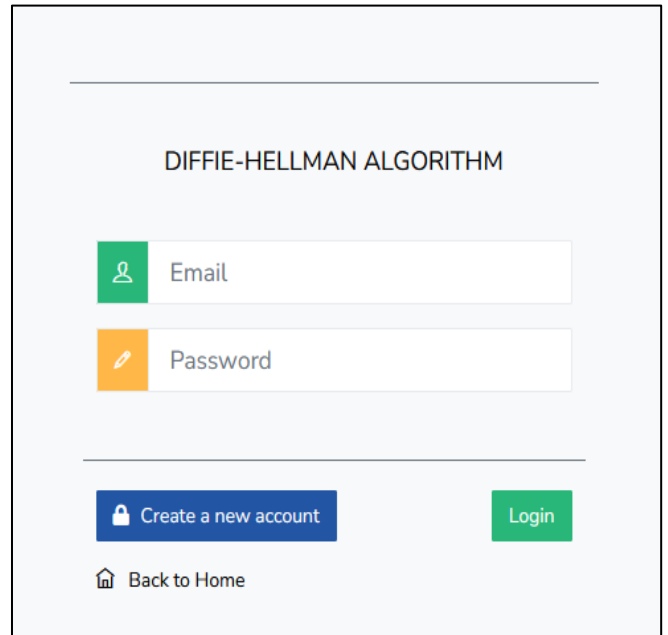 DIFFIE-HELLMAN ALGORITHM
Email
Password
Create a new account
Login
Back to Home